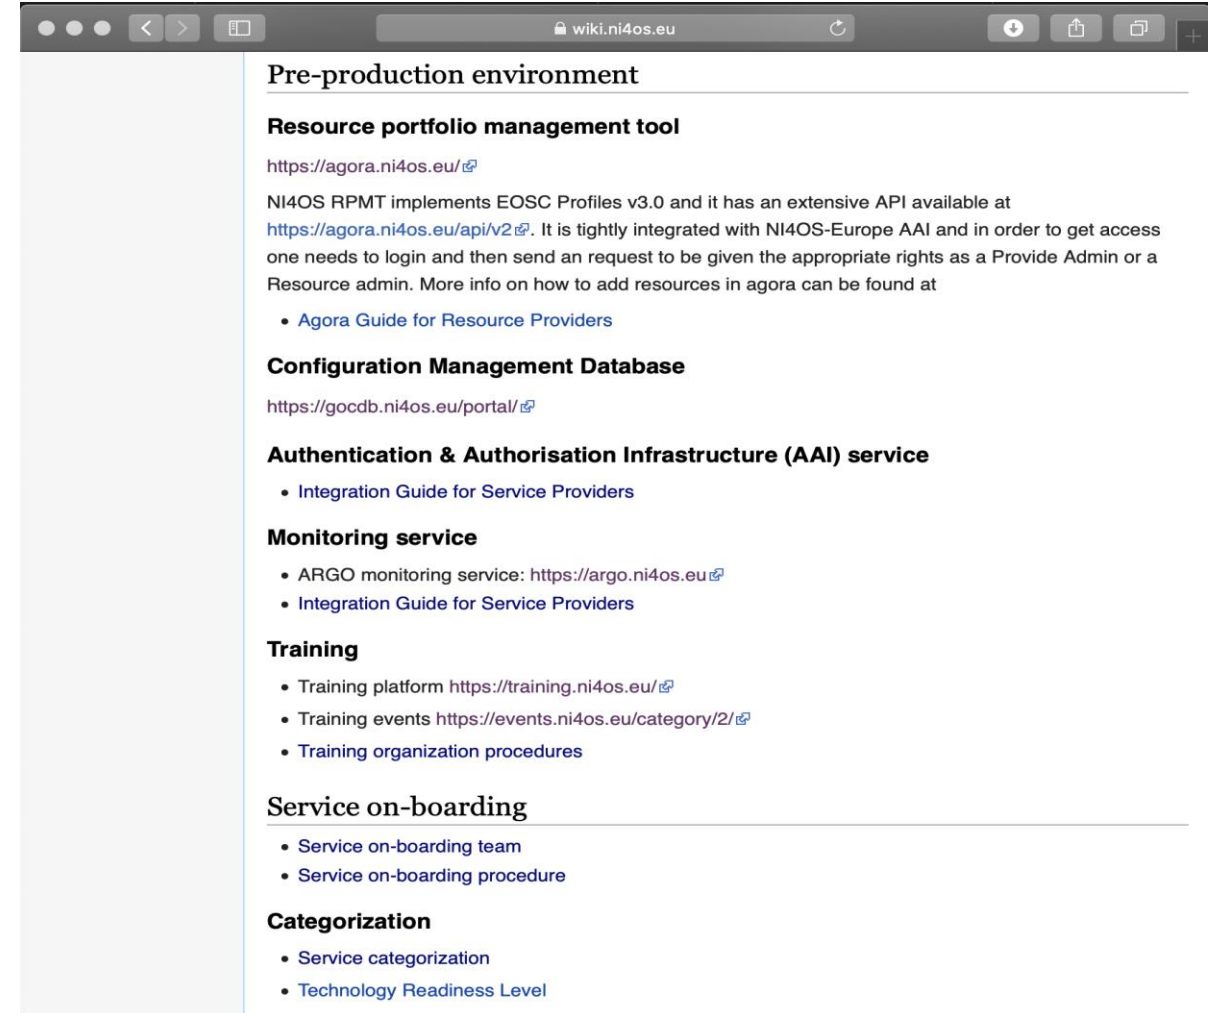 wiki.ni4os.eu
Pre-production environment
Resource portfolio management tool
https://agora.ni4os.eu/
NI4OS RPMT implements EOSC Profiles v3.0 and it has an extensive API available at
https://agora.ni4os.eu/api/v2. It is tightly integrated with NI4OS-Europe AAI and in order to get access
one needs to login and then send an request to be given the appropriate rights as a Provide Admin or a
Resource admin. More info on how to add resources in agora can be found at
• Agora Guide for Resource Providers
Configuration Management Database
https://gocdb.ni4os.eu/portal/
Authentication & Authorisation Infrastructure (AAI) service
• Integration Guide for Service Providers
Monitoring service
• ARGO monitoring service: https://argo.ni4os.eu
• Integration Guide for Service Providers
Training
• Training platform https://training.ni4os.eu/
• Training events https://events.ni4os.eu/category/2/
• Training organization procedures
Service on-boarding
• Service on-boarding team
• Service on-boarding procedure
Categorization
• Service categorization
• Technology Readiness Level